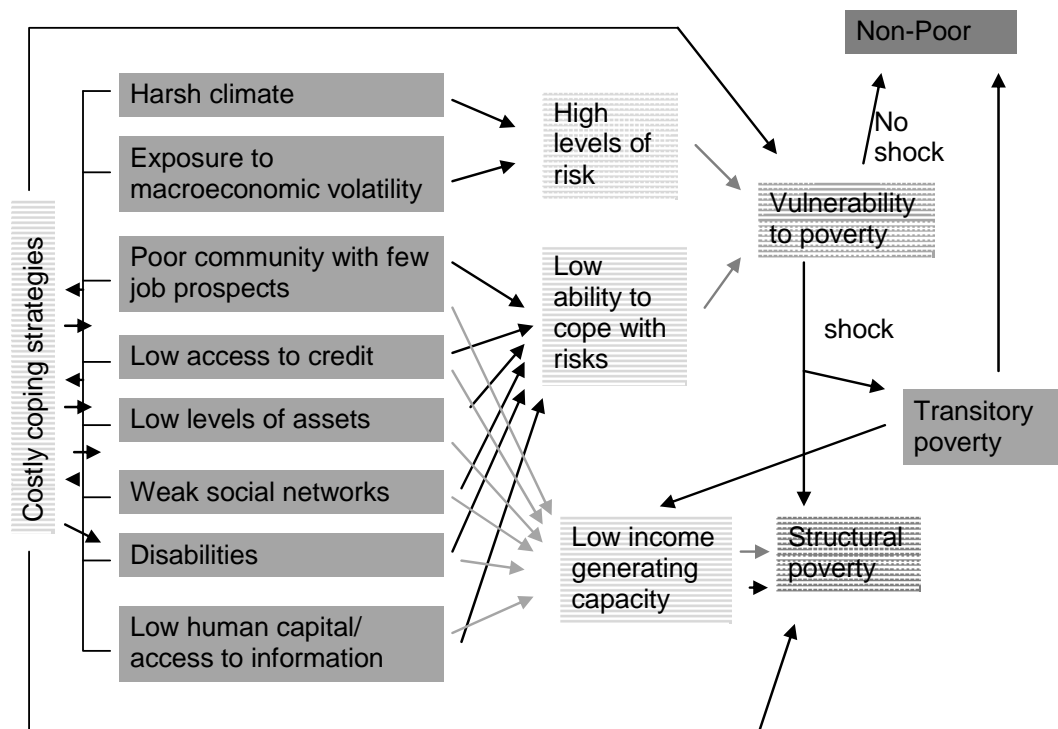 Non-Poor
Harsh climate
High
levels of
risk
No
shock
Exposure to
macroeconomic volatility
Vulnerability
to poverty
Costly coping strategies
Poor community with few
job prospects
Low
ability to
cope with
risks
shock
Low access to credit
Low levels of assets
Transitory
poverty
Weak social networks
Disabilities
Low income
generating
capacity
Structural
poverty
Low human capital/
access to information